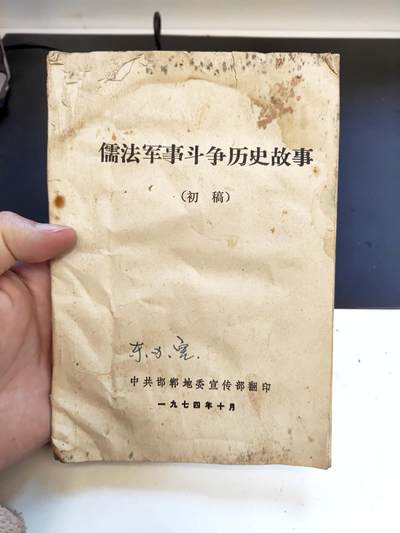 儒法军事斗争历史故事
(初稿)
中共邯郸地委宣传部翻印
一九七四年十月